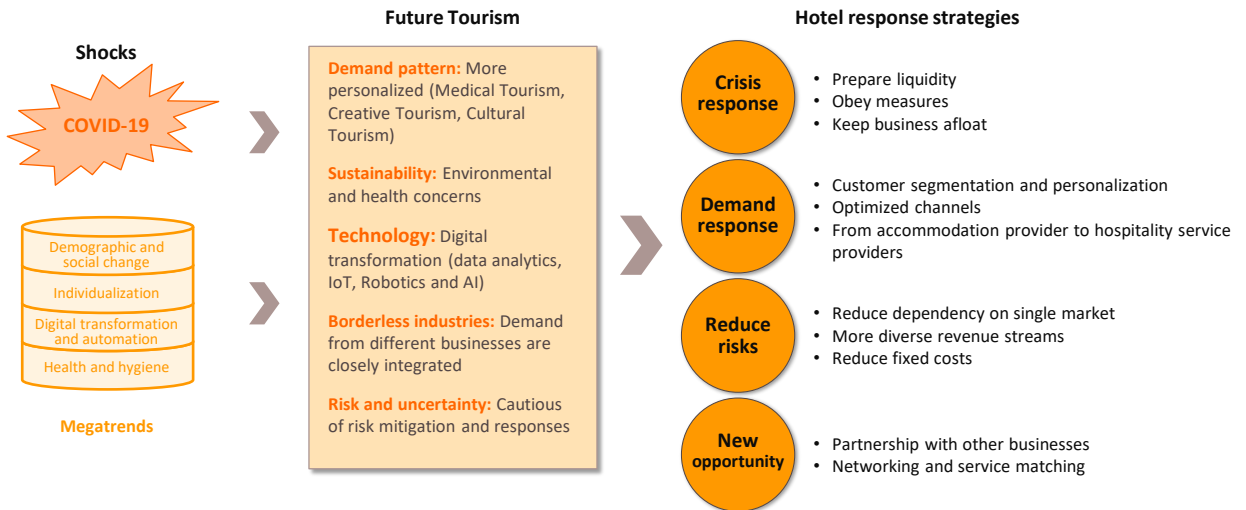 Shocks
COVID-19
Demographic and
social change
Individualization
Digital transformation
and automation
Health and hygiene
Megatrends
Future Tourism
Demand pattern: More
personalized (Medical Tourism,
Creative Tourism, Cultural
Tourism)
Sustainability: Environmental
and health concerns
Technology: Digital
transformation (data analytics,
IoT, Robotics and AI)
Borderless industries: Demand
from different businesses are
closely integrated
Risk and uncertainty: Cautious
of risk mitigation and responses
Hotel response strategies
Crisis
response
• Prepare liquidity
• Obey measures
• Keep business afloat
Demand
response
• Customer segmentation and personalization
• Optimized channels
• From accommodation provider to hospitality service
providers
Reduce
risks
• Reduce dependency on single market
• More diverse revenue streams
• Reduce fixed costs
New
opportunity
• Partnership with other businesses
• Networking and service matching